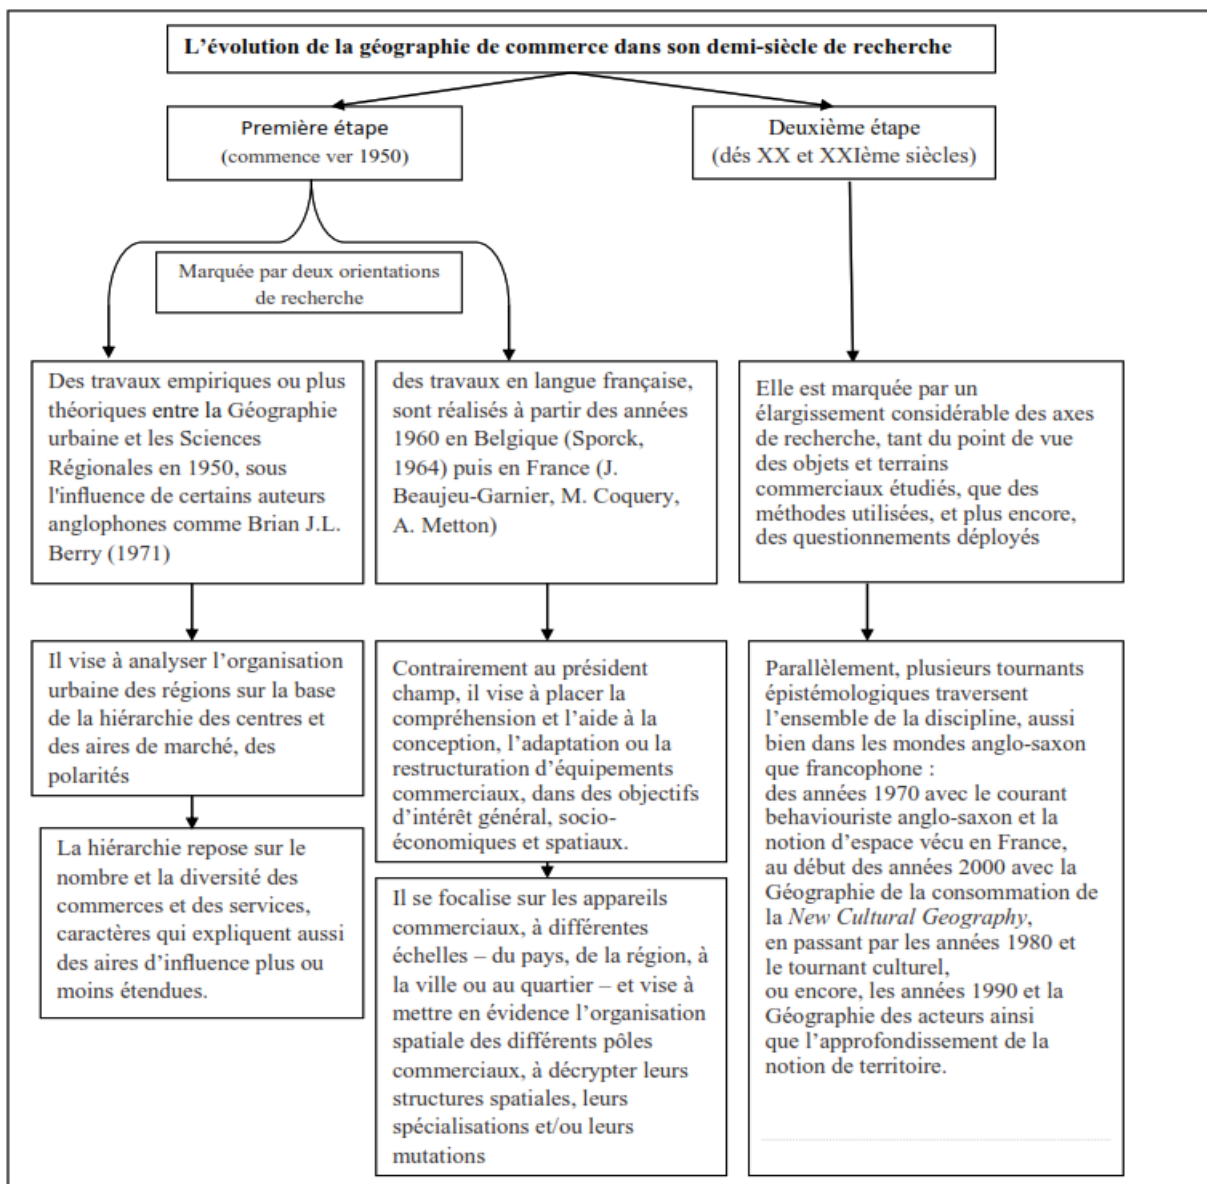 L'évolution de la géographie de commerce dans son demi-siècle de recherche
Première étape
(commence ver 1950)
Deuxième étape
(dés XX et XXIème siècles)
Marquée par deux orientations
de recherche
Des travaux empiriques ou plus
théoriques entre la Géographie
urbaine et les Sciences
Régionales en 1950, sous
l'influence de certains auteurs
anglophones comme Brian J.L.
Berry (1971)
des travaux en langue française,
sont réalisés à partir des années
1960 en Belgique (Sporck,
1964) puis en France (J.
Beaujeu-Garnier, M. Coquery,
A. Metton)
Elle est marquée par un
élargissement considérable des axes
de recherche, tant du point de vue
des objets et terrains
commerciaux étudiés, que des
méthodes utilisées, et plus encore,
des questionnements déployés
Il vise à analyser l'organisation
urbaine des régions sur la base
de la hiérarchie des centres et
des aires de marché, des
polarités
Contrairement au président
champ, il vise à placer la
compréhension et l'aide à la
conception, l'adaptation ou la
restructuration d'équipements
commerciaux, dans des objectifs
d'intérêt général, socio-
économiques et spatiaux.
Parallèlement, plusieurs tournants
épistémologiques traversent
l'ensemble de la discipline, aussi
bien dans les mondes anglo-saxon
que francophone :
des années 1970 avec le courant
behaviouriste anglo-saxon et la
notion d'espace vécu en France,
au début des années 2000 avec la
Géographie de la consommation de
la New Cultural Geography,
en passant par les années 1980 et
le tournant culturel,
ou encore, les années 1990 et la
Géographie des acteurs ainsi
que l'approfondissement de la
notion de territoire.
La hiérarchie repose sur le
nombre et la diversité des
commerces et des services,
caractères qui expliquent aussi
des aires d'influence plus ou
moins étendues.
Il se focalise sur les appareils
commerciaux, à différentes
échelles – du pays, de la région, à
la ville ou au quartier – et vise à
mettre en évidence l'organisation
spatiale des différents pôles
commerciaux, à décrypter leurs
structures spatiales, leurs
spécialisations et/ou leurs
mutations